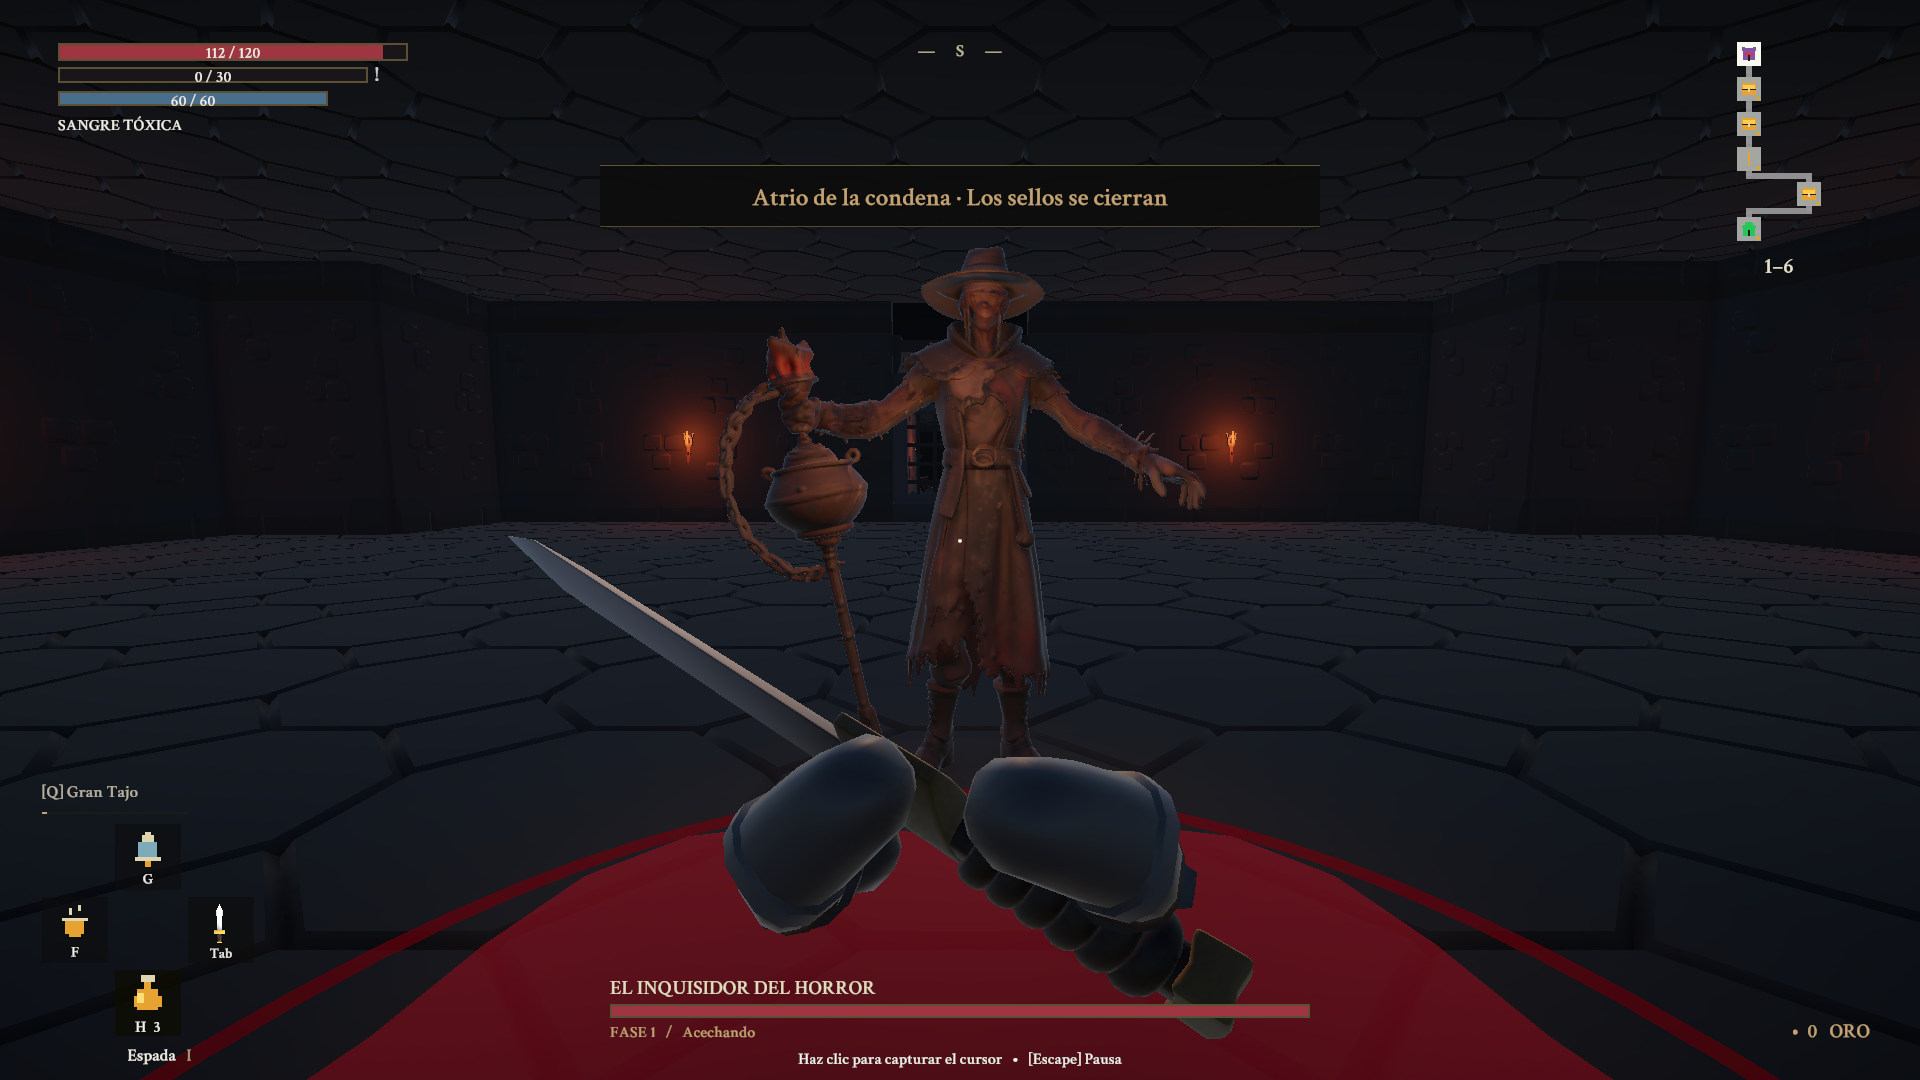 112 / 120
0 / 30 !
60 / 60
SANGRE TÓXICA
— S —
Atrio de la condena · Los sellos se cierran
1–6
[Q] Gran Tajo
G
F
Tab
H 3
Espada I
EL INQUISIDOR DEL HORROR
FASE 1 / Acechando
Haz clic para capturar el cursor • [Escape] Pausa
• 0 ORO